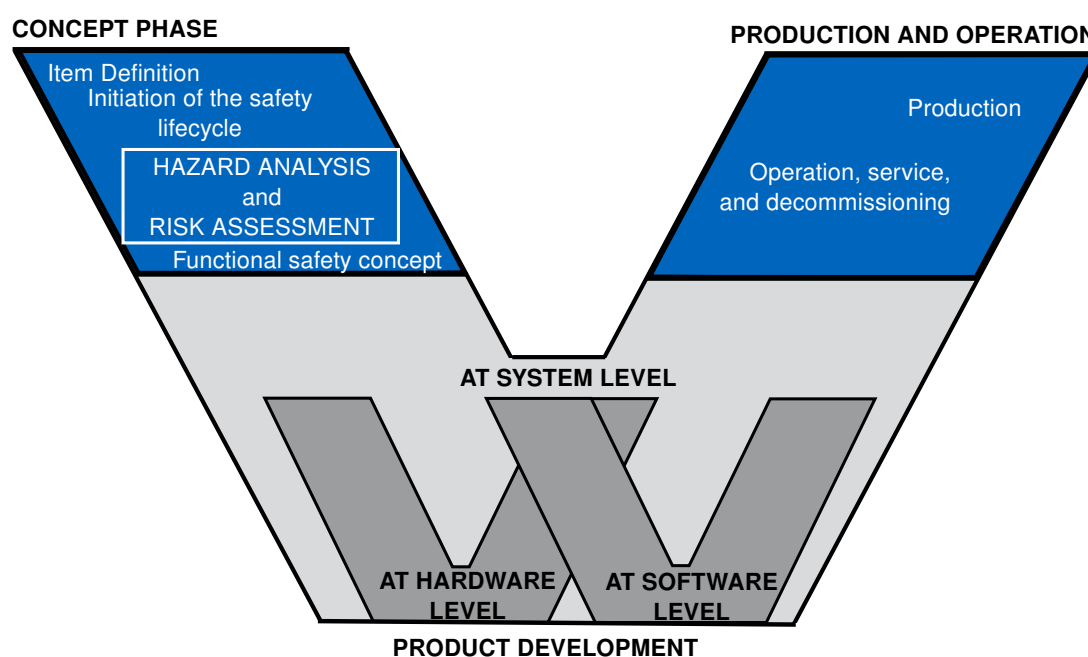 CONCEPT PHASE
PRODUCTION AND OPERATION
Item Definition
Initiation of the safety
lifecycle
HAZARD ANALYSIS
and
RISK ASSESSMENT
Functional safety concept
Production
Operation, service,
and decommissioning
AT SYSTEM LEVEL
AT HARDWARE
LEVEL
AT SOFTWARE
LEVEL
PRODUCT DEVELOPMENT